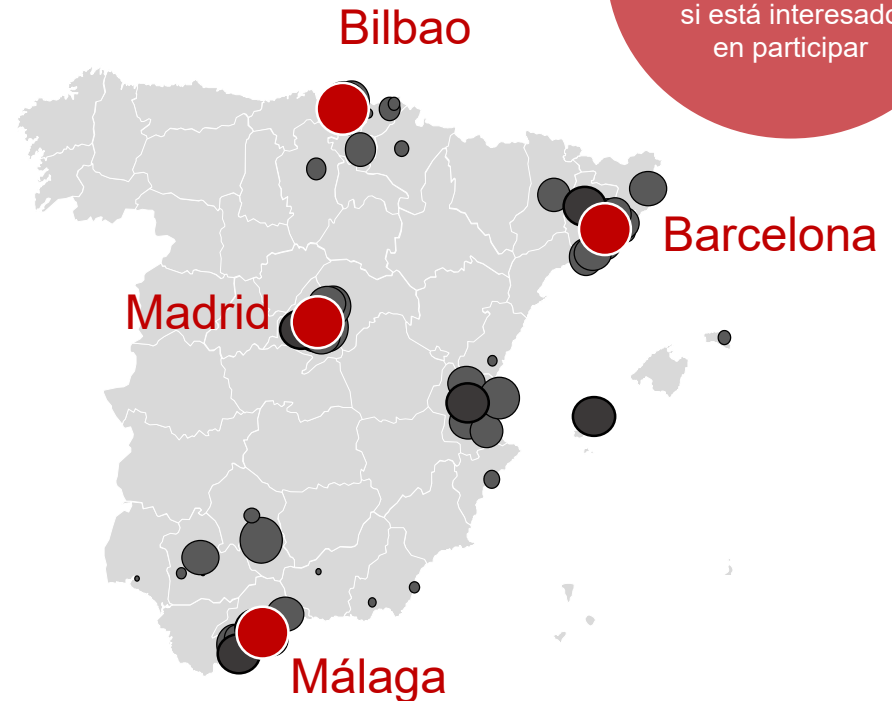 si está interesado
en participar
Bilbao
Barcelona
Madrid
Málaga